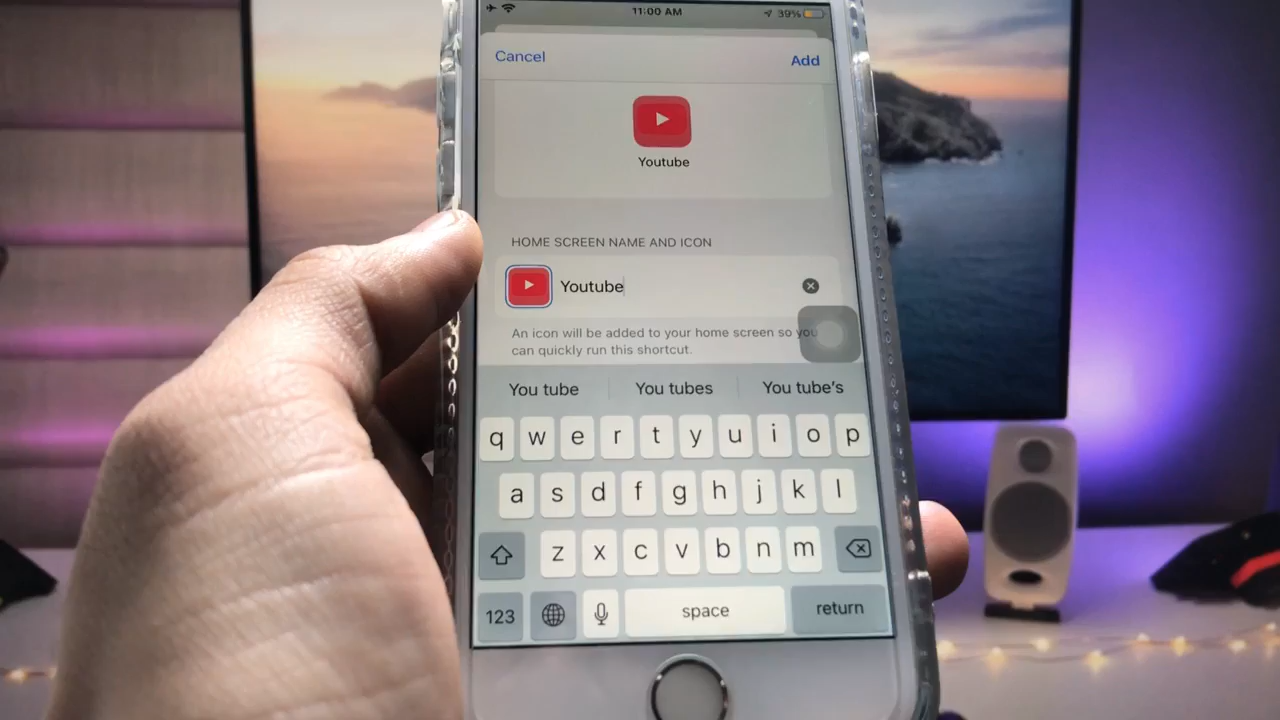 11:00 AM 39%
Cancel Add
Youtube
HOME SCREEN NAME AND ICON
Youtube
An icon will be added to your home screen so you
can quickly run this shortcut.
You tube You tubes You tube's
q w e r t y u i o p
a s d f g h j k l
z x c v b n m
123 space return